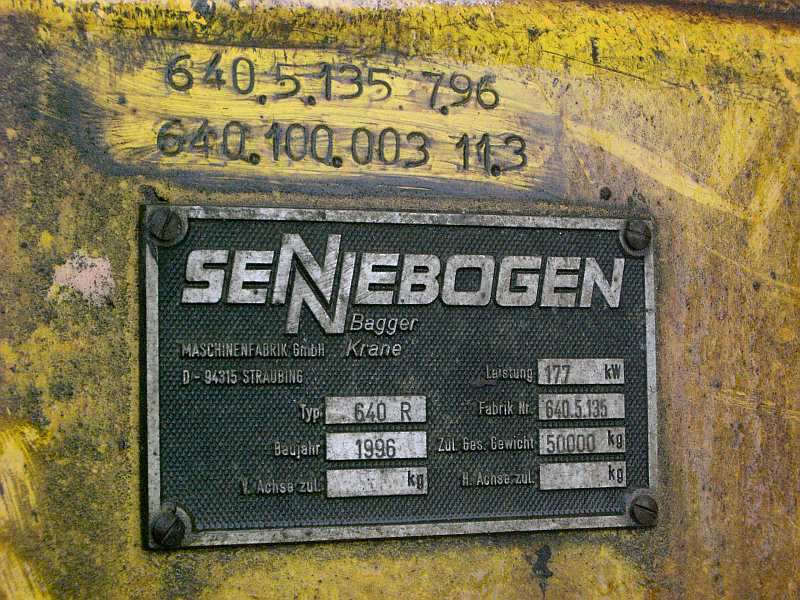 640.5.135 7.96
640.100.003 11.3
SENNEBOGEN
Bagger
MASCHINENFABRIK GmbH Krane
D-94315 STRAUBING
Leistung 177 kW
Typ 640 R Fabrik Nr. 640.5.135
Baujahr 1996 Zul. Ges. Gewicht 50000 kg
V. Achse zul. kg H. Achse zul. kg